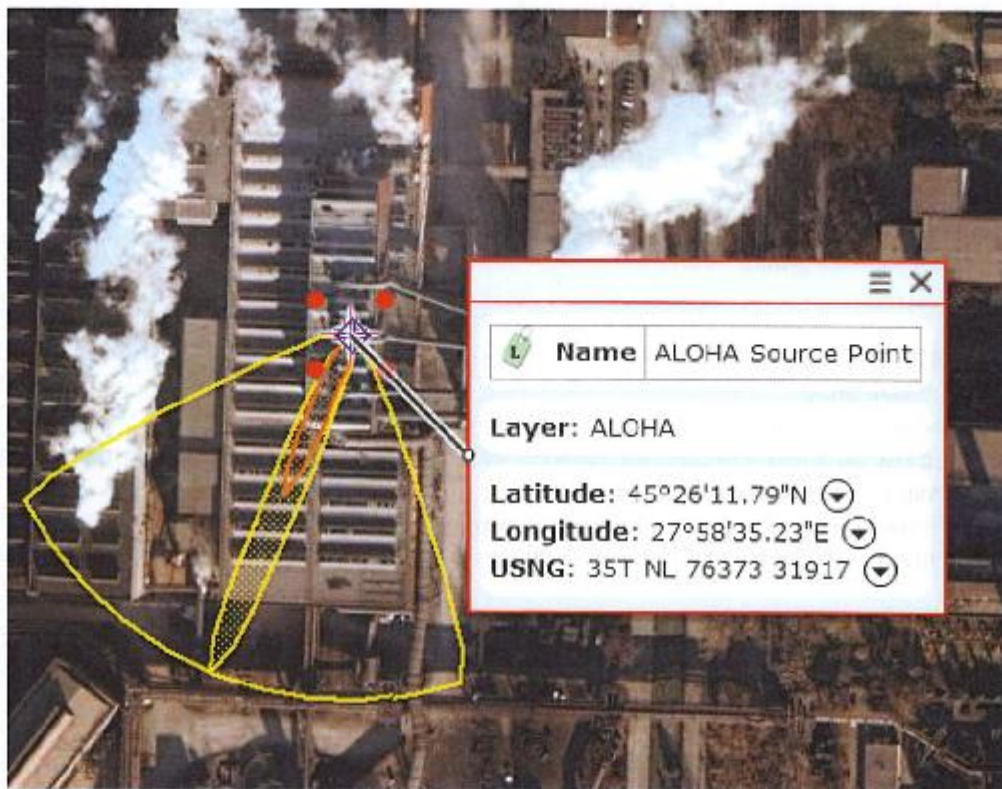 L Name ALOHA Source Point
Layer: ALOHA
Latitude: 45°26'11.79"N
Longitude: 27°58'35.23"E
USNG: 35T NL 76373 31917